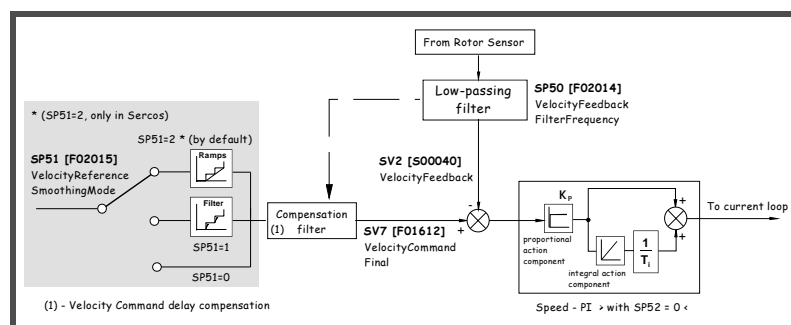 From Rotor Sensor
Low-passing
filter
SP50 [F02014]
VelocityFeedback
FilterFrequency
* (SP51=2, only in Sercos)
SP51=2 * (by default)
SP51 [F02015]
VelocityReference
SmoothingMode
Ramps
Filter
SP51=1
SP51=0
SV2 [S00040]
VelocityFeedback
Compensation
(1) filter
SV7 [F01612]
VelocityCommand
Final
-
+
KP
proportional
action
component
integral action
component
1
Ti
+
+
To current loop
(1) - Velocity Command delay compensation
Speed - PI > with SP52 = 0 <